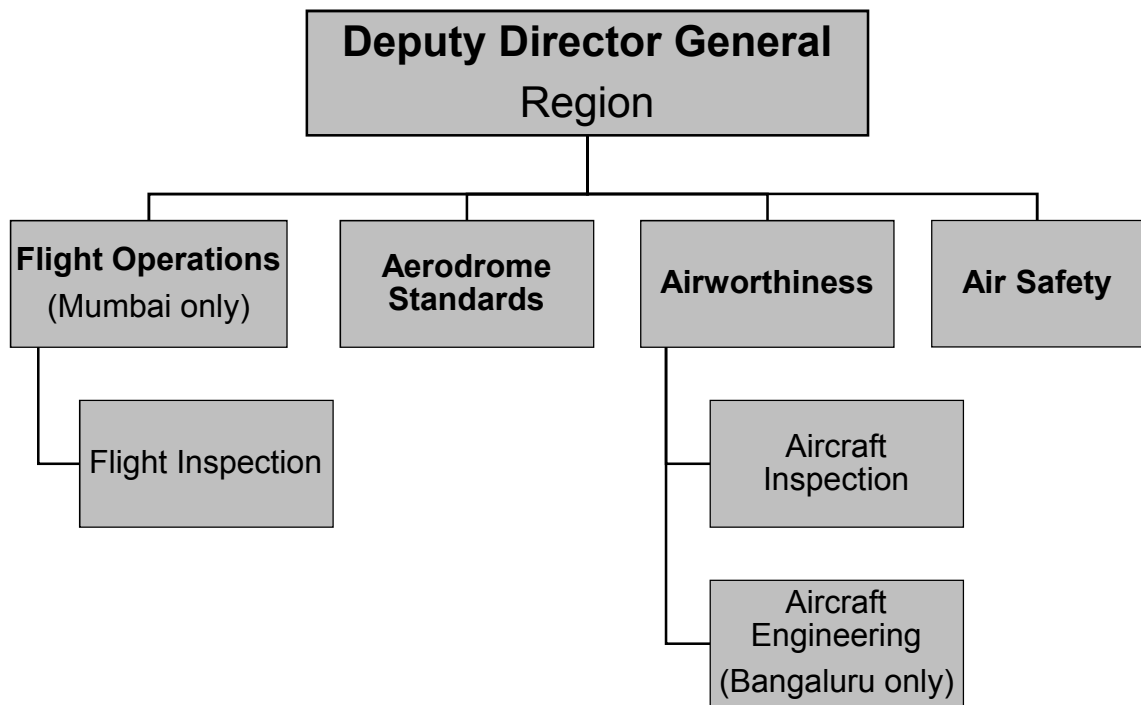 Deputy Director General
Region
Flight Operations
(Mumbai only)
Aerodrome
Standards
Airworthiness
Air Safety
Flight Inspection
Aircraft
Inspection
Aircraft
Engineering
(Bangaluru only)